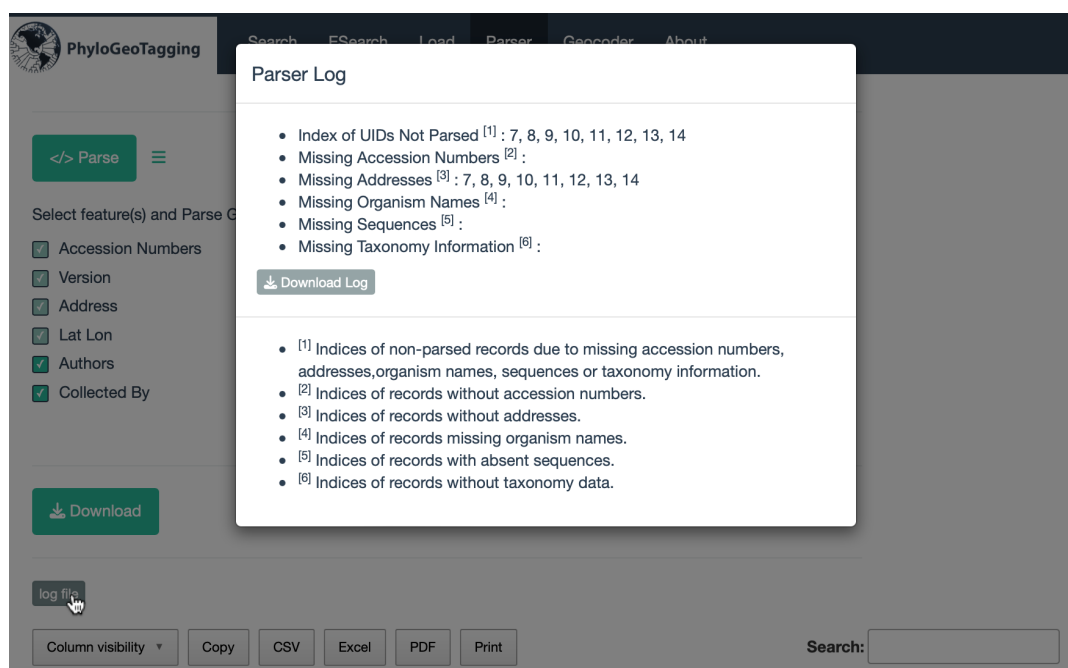 PhyloGeoTagging
Search ESearch Load Parser Geocoder About
Parser Log
Index of UIDs Not Parsed [1] : 7, 8, 9, 10, 11, 12, 13, 14
Missing Accession Numbers [2] :
Missing Addresses [3] : 7, 8, 9, 10, 11, 12, 13, 14
Missing Organism Names [4] :
Missing Sequences [5] :
Missing Taxonomy Information [6] :
Download Log
[1] Indices of non-parsed records due to missing accession numbers,
addresses,organism names, sequences or taxonomy information.
[2] Indices of records without accession numbers.
[3] Indices of records without addresses.
[4] Indices of records missing organism names.
[5] Indices of records with absent sequences.
[6] Indices of records without taxonomy data.
</> Parse
Select feature(s) and Parse G
Accession Numbers
Version
Address
Lat Lon
Authors
Collected By
Download
log file
Column visibility ▼ Copy CSV Excel PDF Print Search: